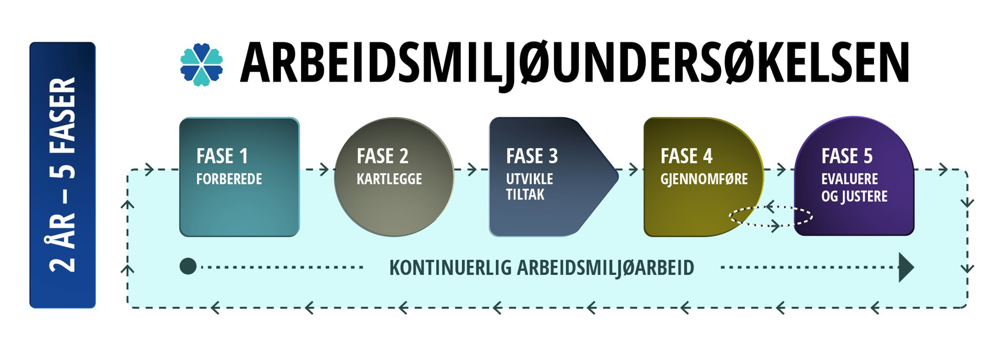 2 ÅR – 5 FASER
ARBEIDSMILJØUNDERSØKELSEN
FASE 1
FORBEREDE
FASE 2
KARTLEGGE
FASE 3
UTVIKLE
TILTAK
FASE 4
GJENNOMFØRE
FASE 5
EVALUERE
OG JUSTERE
KONTINUERLIG ARBEIDSMILJØARBEID